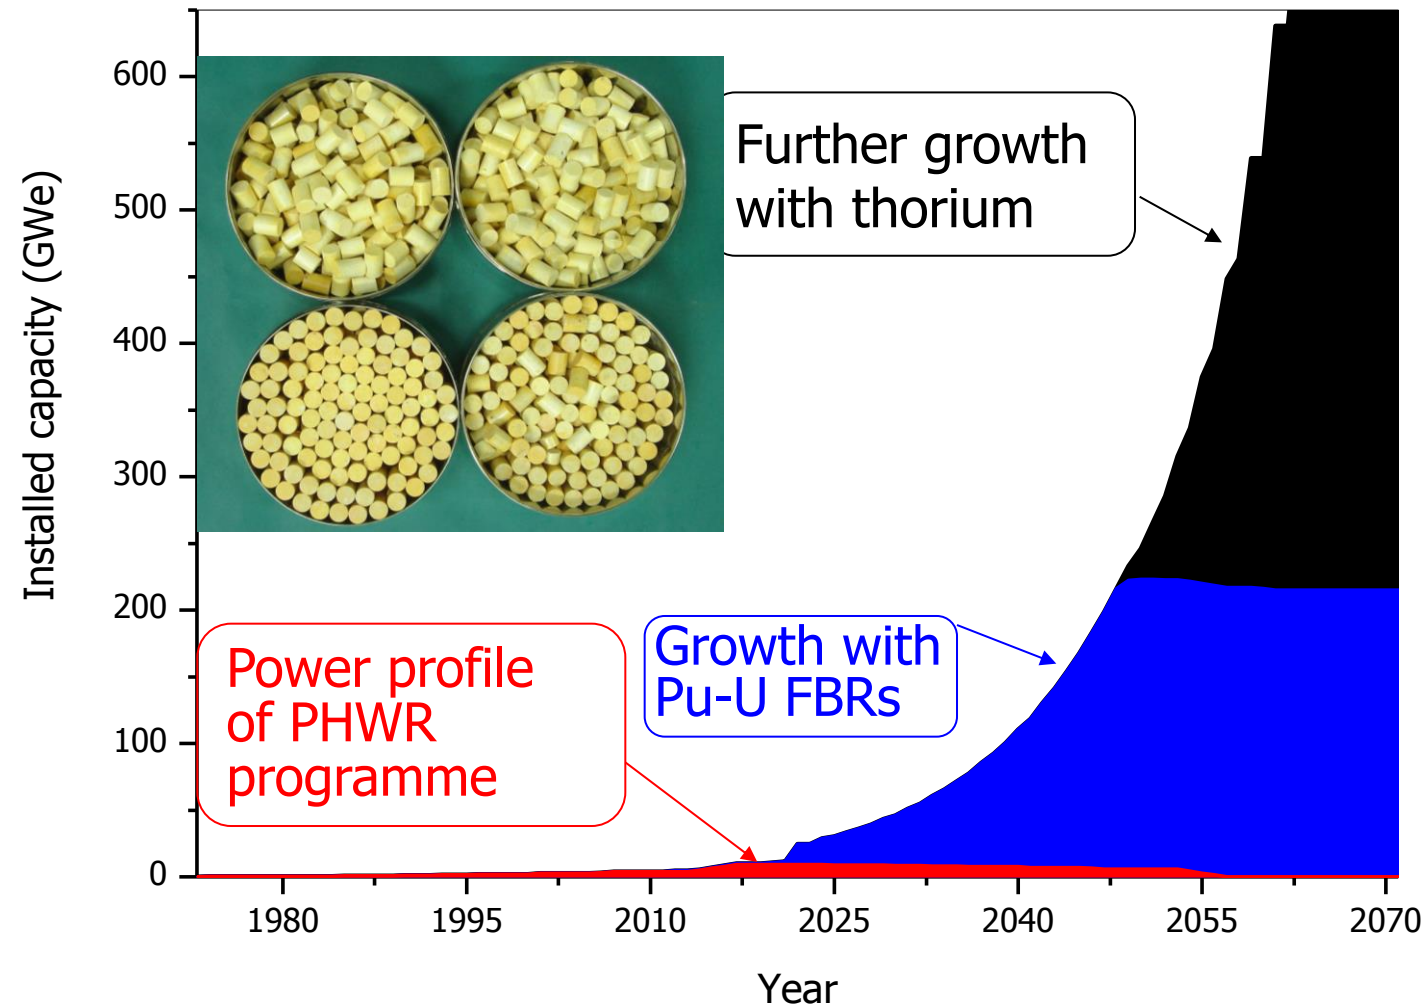 600
500
400
300
200
100
0
Installed capacity (GWe)
Further growth
with thorium
Growth with
Pu-U FBRs
Power profile
of PHWR
programme
1980
1995
2010
2025
2040
2055
2070
Year